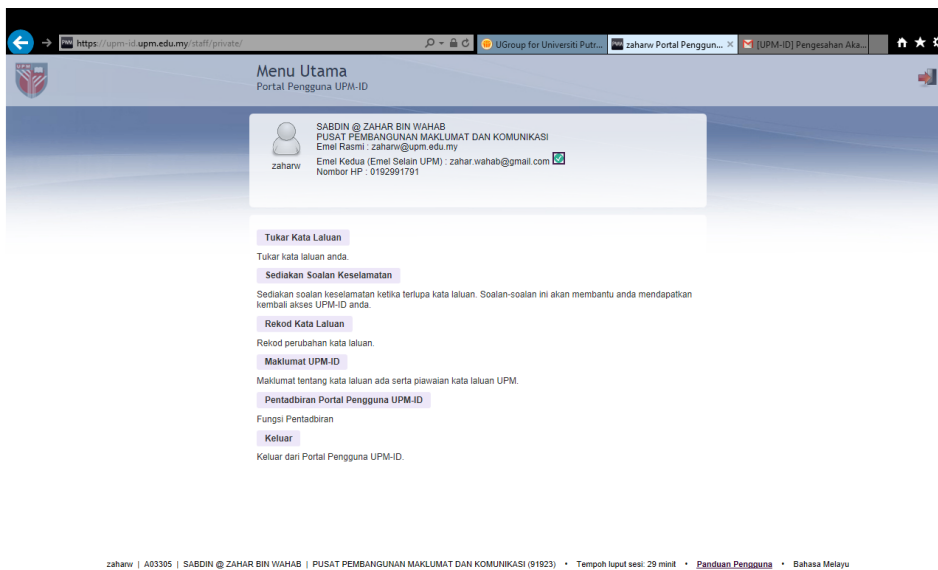 https://upm-id.upm.edu.my/staff/private/
UGroup for Universiti Putr...
zaharw Portal Penggun...
[UPM-ID] Pengesahan Aka...
Menu Utama
Portal Pengguna UPM-ID
SABDIN @ ZAHAR BIN WAHAB
PUSAT PEMBANGUNAN MAKLUMAT DAN KOMUNIKASI
Emel Rasmi : zaharw@upm.edu.my
Emel Kedua (Emel Selain UPM) : zahar.wahab@gmail.com
Nombor HP : 0192991791
zaharw
Tukar Kata Laluan
Tukar kata laluan anda.
Sediakan Soalan Keselamatan
Sediakan soalan keselamatan ketika terlupa kata laluan. Soalan-soalan ini akan membantu anda mendapatkan
kembali akses UPM-ID anda.
Rekod Kata Laluan
Rekod perubahan kata laluan.
Maklumat UPM-ID
Maklumat tentang kata laluan ada serta piawaian kata laluan UPM.
Pentadbiran Portal Pengguna UPM-ID
Fungsi Pentadbiran
Keluar
Keluar dari Portal Pengguna UPM-ID.
zaharw | A03305 | SABDIN @ ZAHAR BIN WAHAB | PUSAT PEMBANGUNAN MAKLUMAT DAN KOMUNIKASI (91923) • Tempoh luput sesi: 29 minit • Panduan Pengguna • Bahasa Melayu